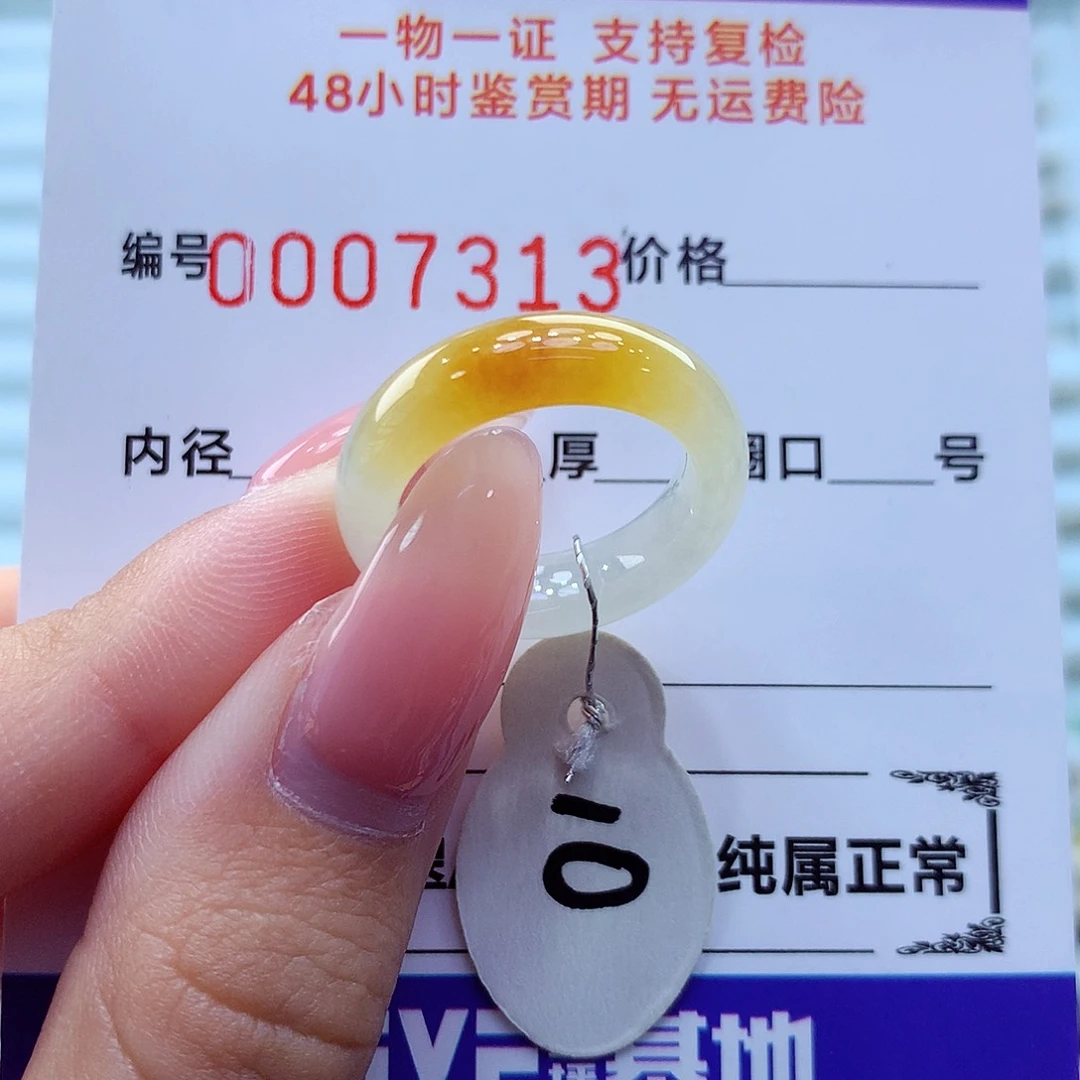 一物一证 支持复检
48小时鉴赏期 无运费险
编号0007313价格
内径 厚 圈口 号
10
纯属正常
基地